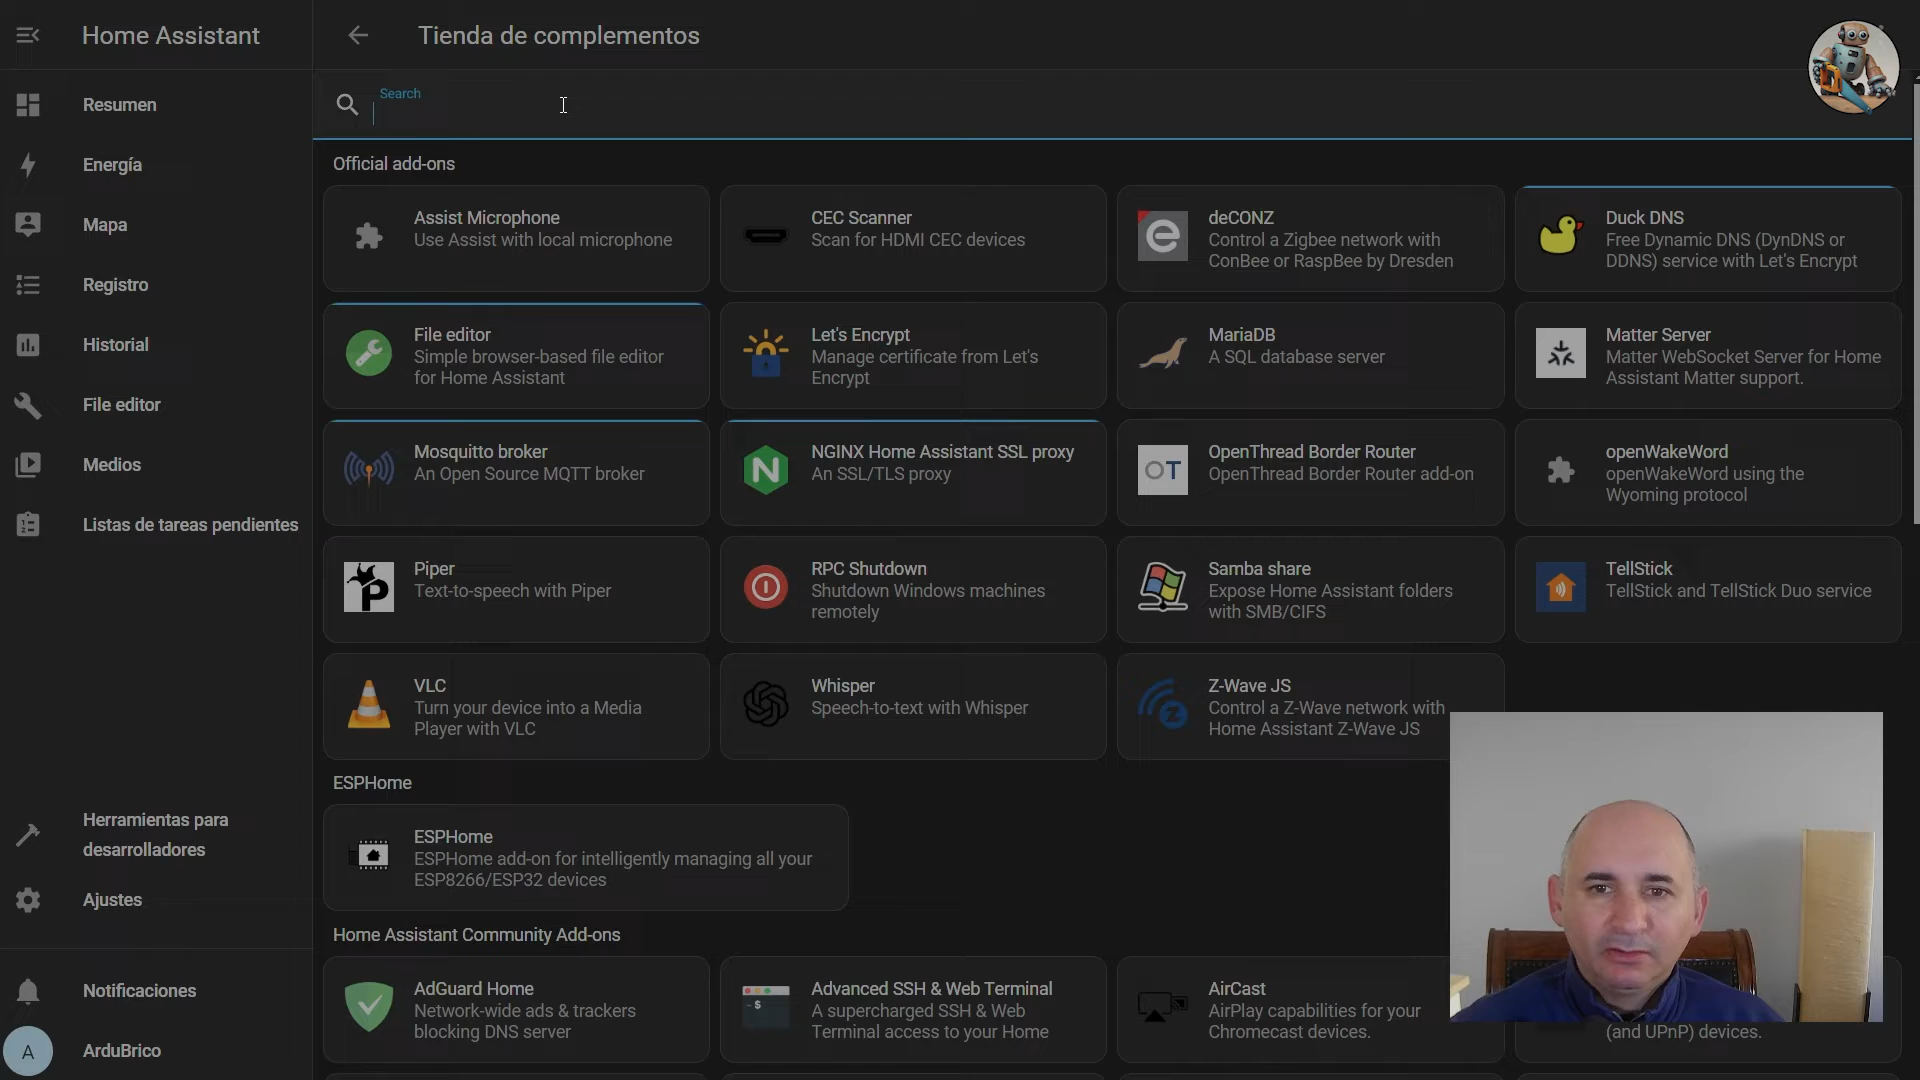 Home Assistant
Tienda de complementos
Search
Resumen
Energía
Mapa
Registro
Historial
File editor
Medios
Listas de tareas pendientes
Herramientas para
desarrolladores
Ajustes
Notificaciones
A
ArduBrico
Official add-ons
Assist Microphone
Use Assist with local microphone
CEC Scanner
Scan for HDMI CEC devices
deCONZ
Control a Zigbee network with
ConBee or RaspBee by Dresden
Duck DNS
Free Dynamic DNS (DynDNS or
DDNS) service with Let's Encrypt
File editor
Simple browser-based file editor
for Home Assistant
Let's Encrypt
Manage certificate from Let's
Encrypt
MariaDB
A SQL database server
Matter Server
Matter WebSocket Server for Home
Assistant Matter support.
Mosquitto broker
An Open Source MQTT broker
N
NGINX Home Assistant SSL proxy
An SSL/TLS proxy
OT
OpenThread Border Router
OpenThread Border Router add-on
openWakeWord
openWakeWord using the
Wyoming protocol
Piper
Text-to-speech with Piper
RPC Shutdown
Shutdown Windows machines
remotely
Samba share
Expose Home Assistant folders
with SMB/CIFS
TellStick
TellStick and TellStick Duo service
VLC
Turn your device into a Media
Player with VLC
Whisper
Speech-to-text with Whisper
Z-Wave JS
Control a Z-Wave network with
Home Assistant Z-Wave JS
ESPHome
ESPHome
ESPHome add-on for intelligently managing all your
ESP8266/ESP32 devices
Home Assistant Community Add-ons
AdGuard Home
Network-wide ads & trackers
blocking DNS server
Advanced SSH & Web Terminal
A supercharged SSH & Web
Terminal access to your Home
AirCast
AirPlay capabilities for your
Chromecast devices.
(and UPnP) devices.